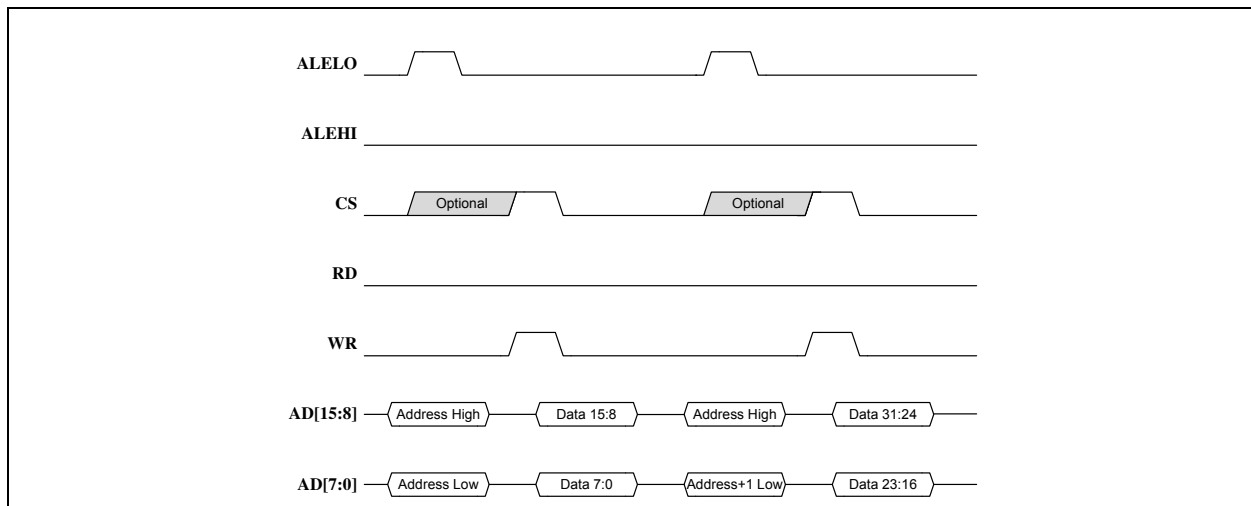 ALELO
ALEHI
CS Optional Optional
RD
WR
AD[15:8] Address High Data 15:8 Address High Data 31:24
AD[7:0] Address Low Data 7:0 Address+1 Low Data 23:16